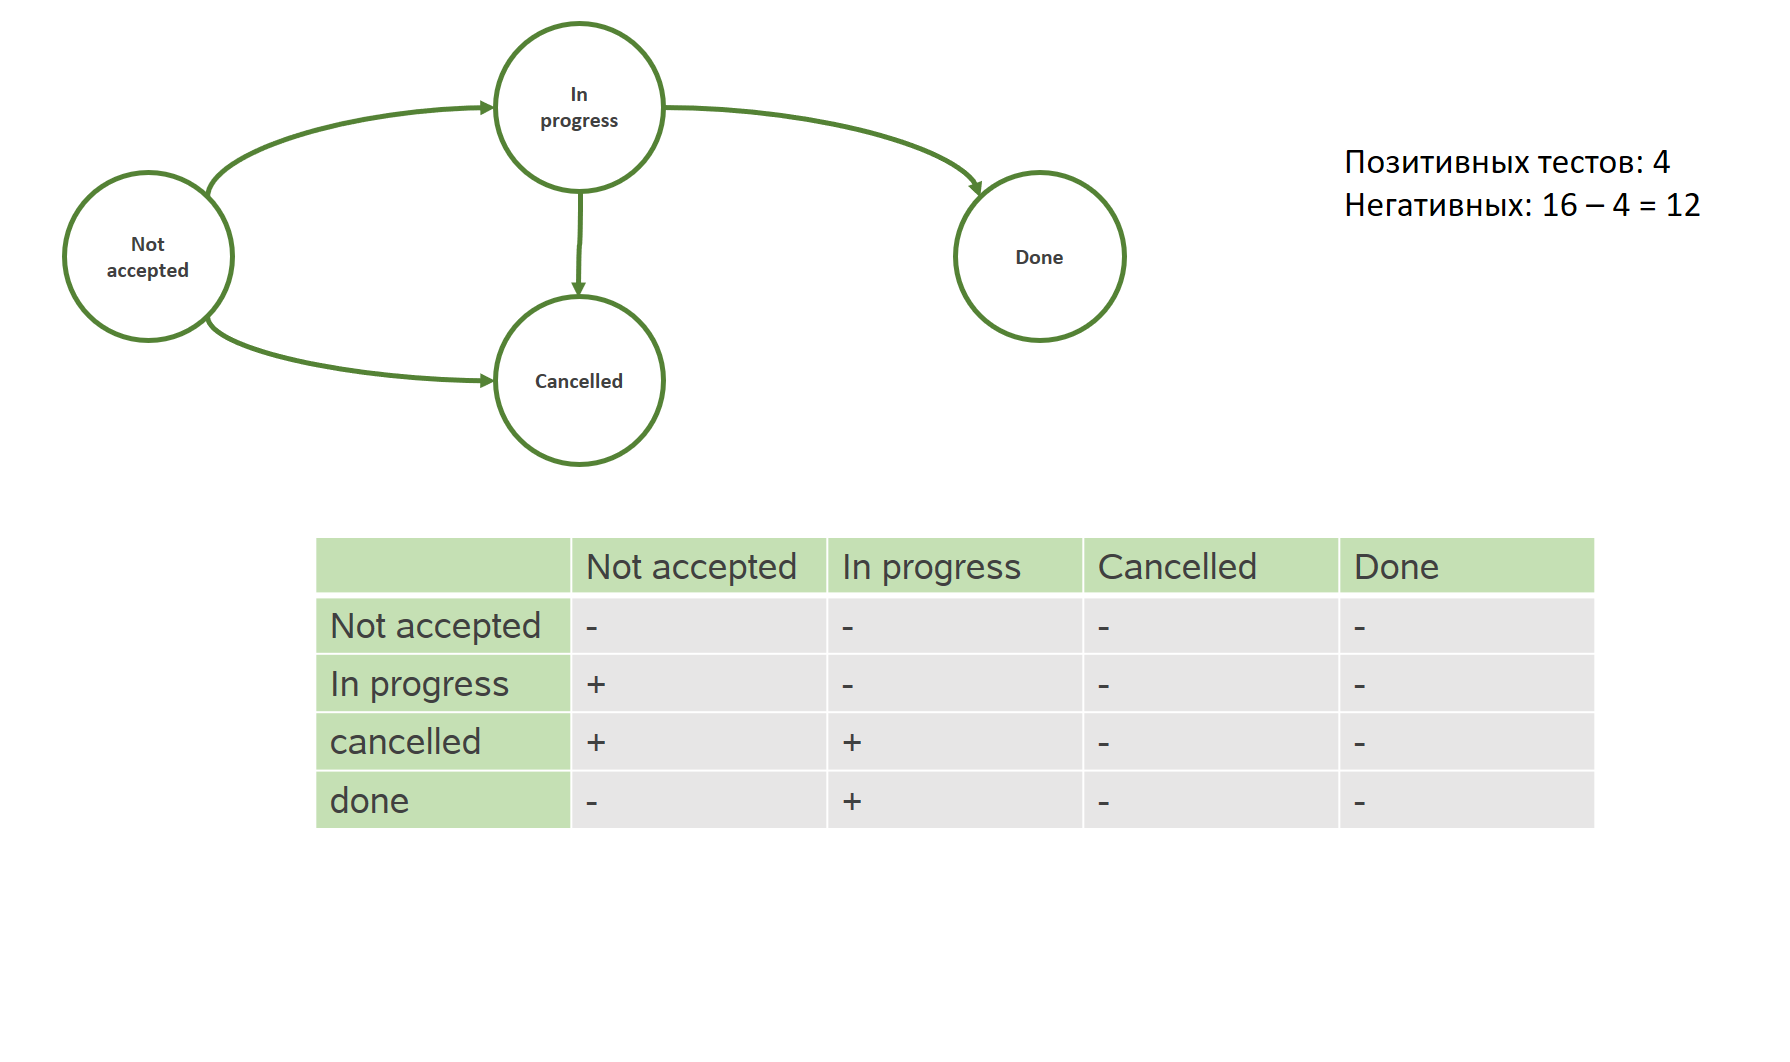 In
progress
Not
accepted
Done
Cancelled
Позитивных тестов: 4
Негативных: 16 – 4 = 12
Not accepted In progress Cancelled Done
Not accepted - - - -
In progress + - - -
cancelled + + - -
done - + - -